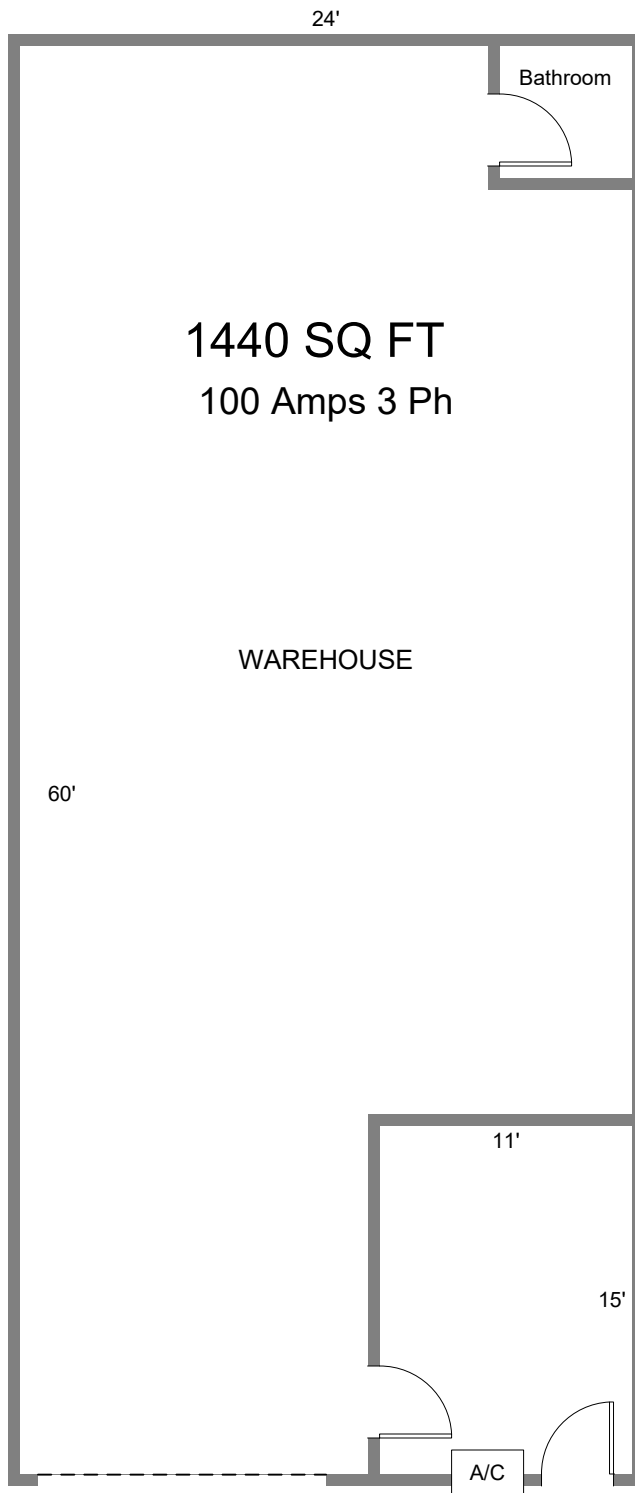 24'
Bathroom
1440 SQ FT
100 Amps 3 Ph
WAREHOUSE
60'
11'
15'
A/C